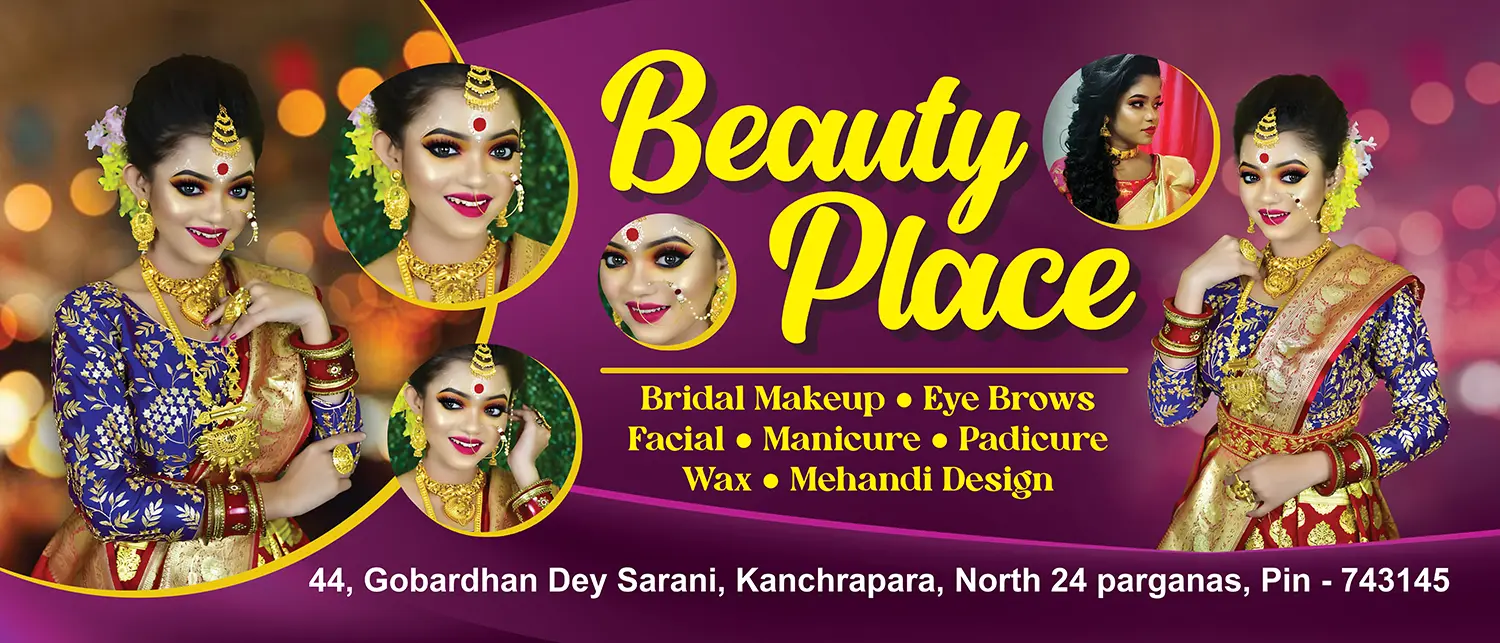 Beauty
Place
Bridal Makeup • Eye Brows
Facial • Manicure • Padicure
Wax • Mehandi Design
44, Gobardhan Dey Sarani, Kanchrapara, North 24 parganas, Pin - 743145